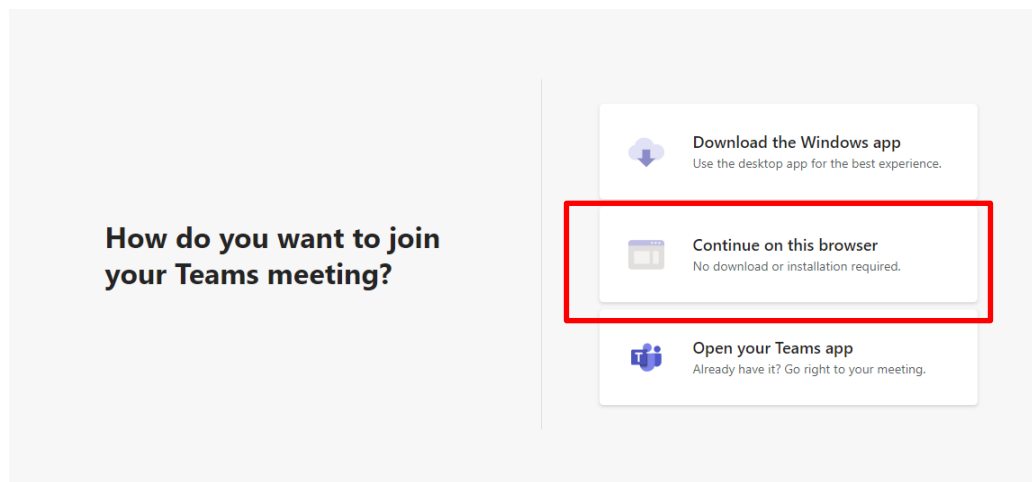 How do you want to join
your Teams meeting?
Download the Windows app
Use the desktop app for the best experience.
Continue on this browser
No download or installation required.
T
Open your Teams app
Already have it? Go right to your meeting.